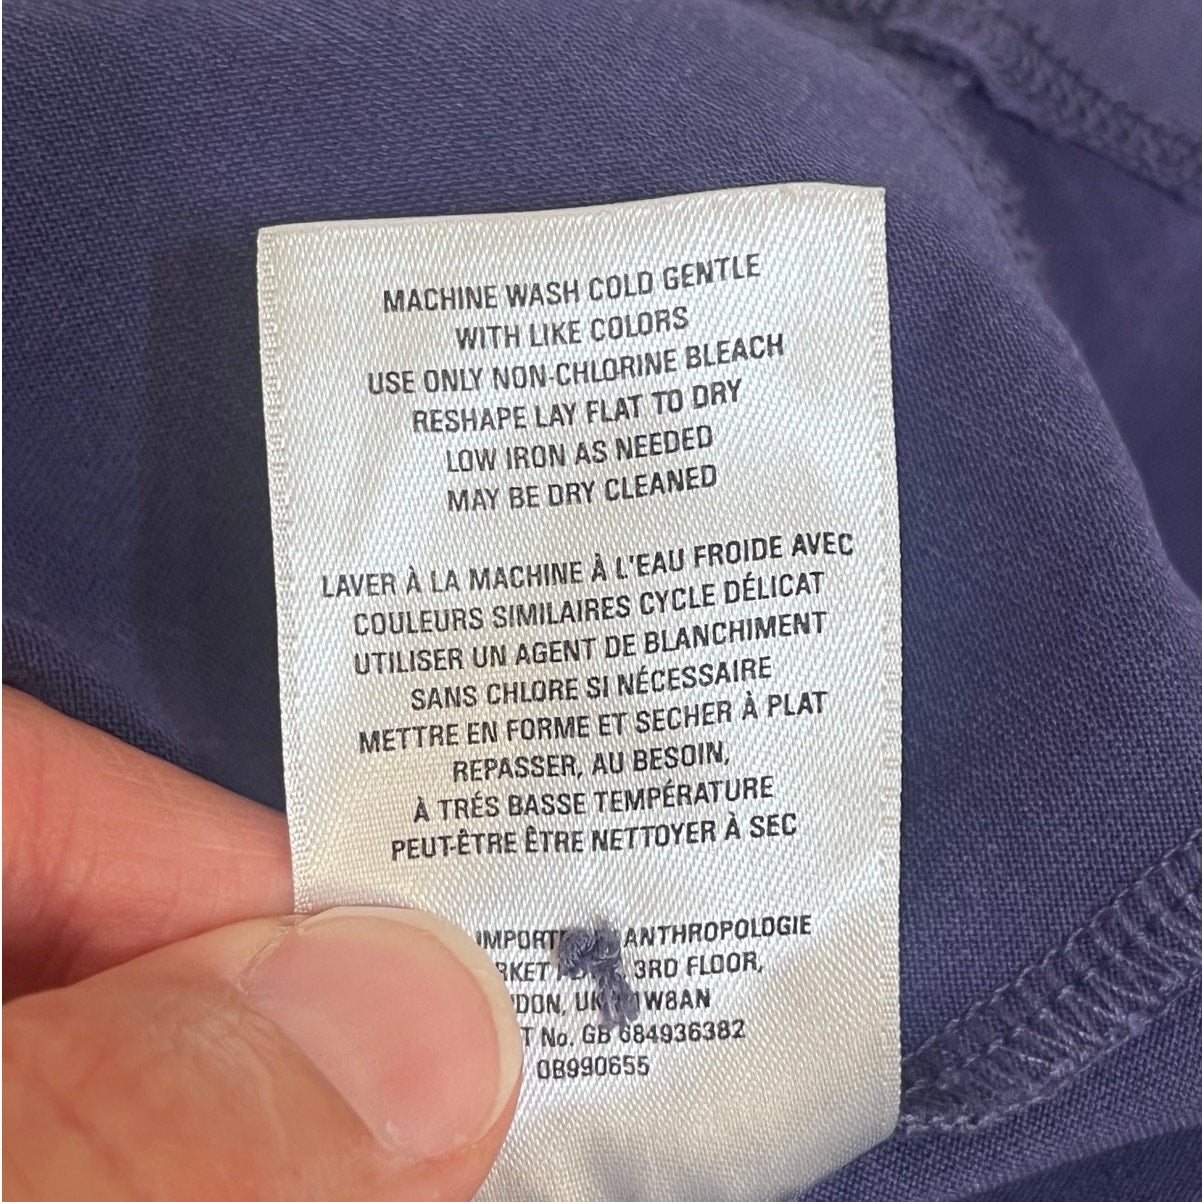 MACHINE WASH COLD GENTLE
WITH LIKE COLORS
USE ONLY NON-CHLORINE BLEACH
RESHAPE LAY FLAT TO DRY
LOW IRON AS NEEDED
MAY BE DRY CLEANED
LAVER À LA MACHINE À L'EAU FROIDE AVEC
COULEURS SIMILAIRES CYCLE DÉLICAT
UTILISER UN AGENT DE BLANCHIMENT
SANS CHLORE SI NÉCESSAIRE
METTRE EN FORME ET SECHER À PLAT
REPASSER, AU BESOIN,
À TRÉS BASSE TEMPÉRATURE
PEUT-ÊTRE ÊTRE NETTOYER À SEC
ANTHROPOLOGIE
3RD FLOOR,
UK
No. GB 684936382
OB990655